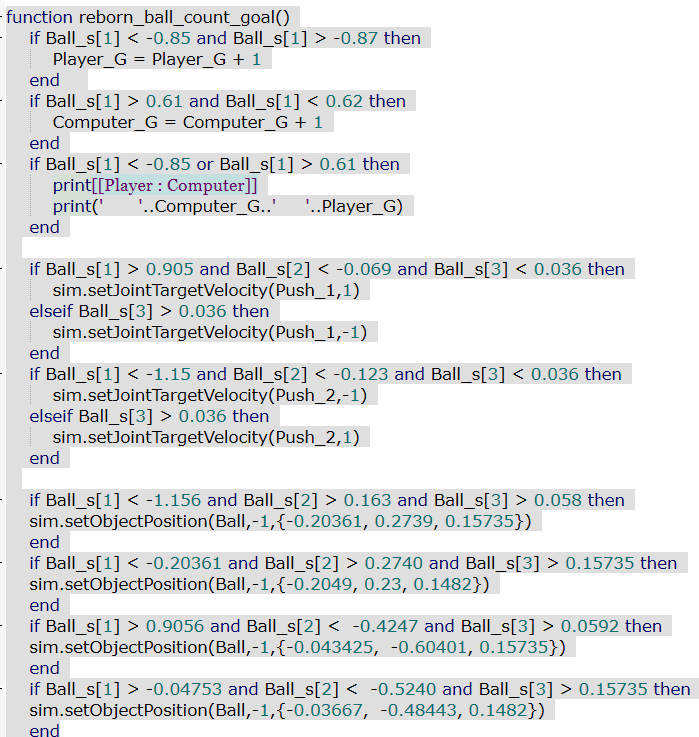 function reborn_ball_count_goal()
if Ball_s[1] < -0.85 and Ball_s[1] > -0.87 then
Player_G = Player_G + 1
end
if Ball_s[1] > 0.61 and Ball_s[1] < 0.62 then
Computer_G = Computer_G + 1
end
if Ball_s[1] < -0.85 or Ball_s[1] > 0.61 then
print[[Player : Computer]]
print('      '..Computer_G..'      '..Player_G)
end
if Ball_s[1] > 0.905 and Ball_s[2] < -0.069 and Ball_s[3] < 0.036 then
sim.setJointTargetVelocity(Push_1,1)
elseif Ball_s[3] > 0.036 then
sim.setJointTargetVelocity(Push_1,-1)
end
if Ball_s[1] < -1.15 and Ball_s[2] < -0.123 and Ball_s[3] < 0.036 then
sim.setJointTargetVelocity(Push_2,-1)
elseif Ball_s[3] > 0.036 then
sim.setJointTargetVelocity(Push_2,1)
end
if Ball_s[1] < -1.156 and Ball_s[2] > 0.163 and Ball_s[3] > 0.058 then
sim.setObjectPosition(Ball,-1,{-0.20361, 0.2739, 0.15735})
end
if Ball_s[1] < -0.20361 and Ball_s[2] > 0.2740 and Ball_s[3] > 0.15735 then
sim.setObjectPosition(Ball,-1,{-0.2049, 0.23, 0.1482})
end
if Ball_s[1] > 0.9056 and Ball_s[2] <  -0.4247 and Ball_s[3] > 0.0592 then
sim.setObjectPosition(Ball,-1,{-0.043425,  -0.60401, 0.15735})
end
if Ball_s[1] > -0.04753 and Ball_s[2] <  -0.5240 and Ball_s[3] > 0.15735 then
sim.setObjectPosition(Ball,-1,{-0.03667,  -0.48443, 0.1482})
end